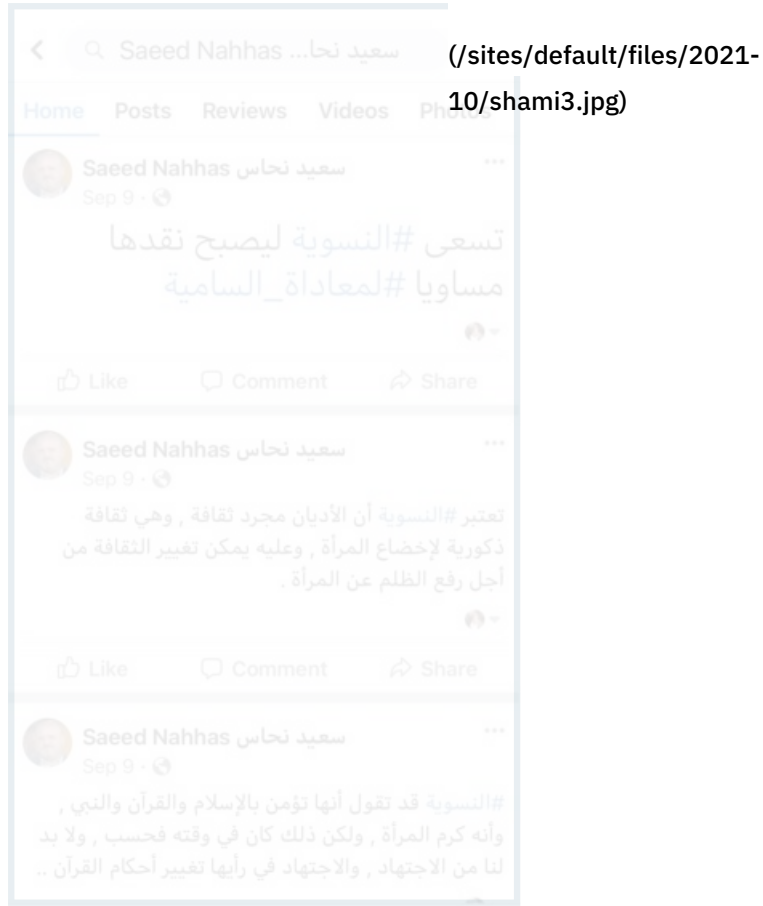 Saeed Nahhas ...سعيد نحا
(/sites/default/files/2021-
10/shami3.jpg)
Home Posts Reviews Videos Photos
Saeed Nahhas سعيد نحاس
Sep 9 ·
تسعى #النسوية ليصبح نقدها
مساويا #لمعاداة_السامية
Like Comment Share
Saeed Nahhas سعيد نحاس
Sep 9 ·
تعتبر #النسوية أن الأديان مجرد ثقافة , وهي ثقافة
ذكورية لإخضاع المرأة , وعليه يمكن تغيير الثقافة من
أجل رفع الظلم عن المرأة .
Like Comment Share
Saeed Nahhas سعيد نحاس
Sep 9 ·
#النسوية قد تقول أنها تؤمن بالإسلام والقرآن والنبي ,
وأنه كرم المرأة , ولكن ذلك كان في وقته فحسب , ولا بد
لنا من الاجتهاد , والاجتهاد في رأيها تغيير أحكام القرآن ..